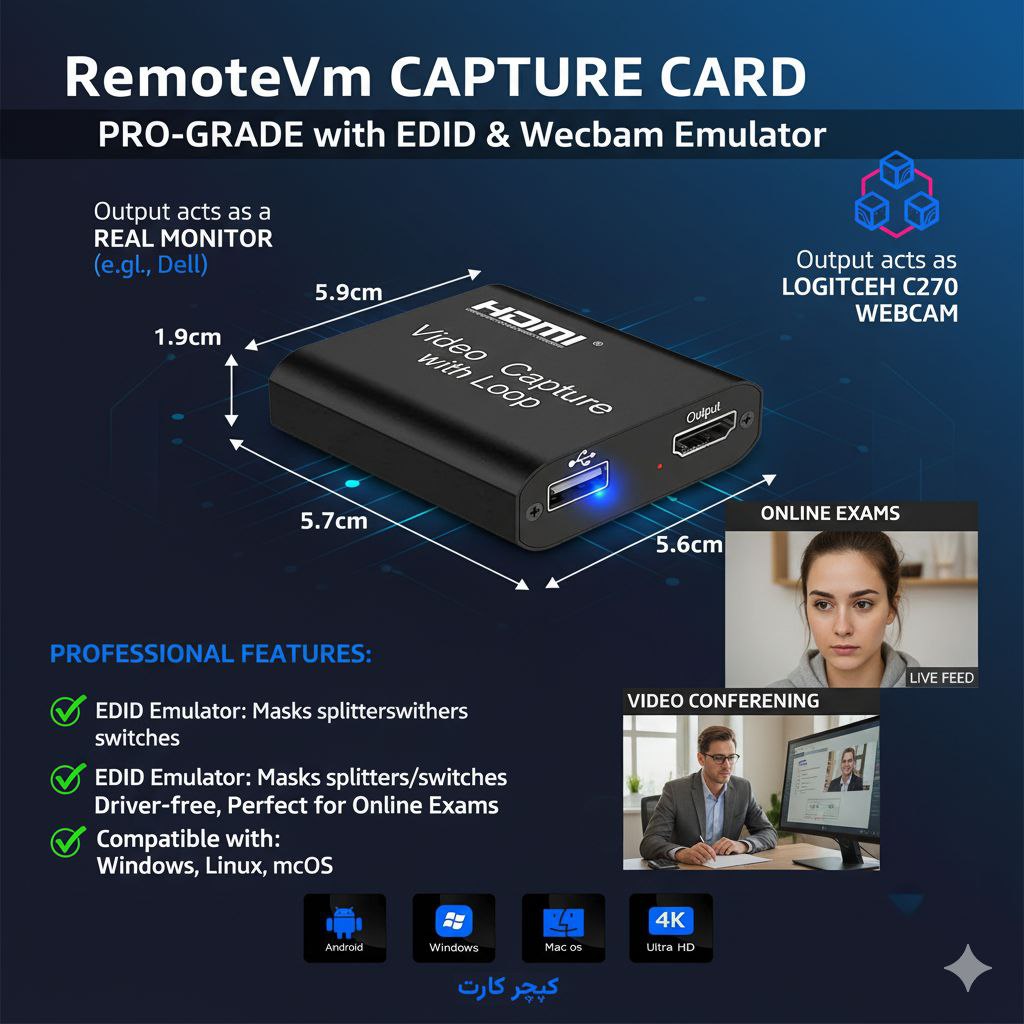 RemoteVm CAPTURE CARD
PRO-GRADE with EDID & Wecbam Emulator
Output acts as a
REAL MONITOR
(e.gl., Dell)
Output acts as
LOGITCEH C270
WEBCAM
5.9cm
1.9cm
HDMI
®
Video Capture
with Loop
Output
5.7cm
5.6cm
ONLINE EXAMS
LIVE FEED
VIDEO CONFERENING
PROFESSIONAL FEATURES:
EDID Emulator: Masks splitterswithers
switches
EDID Emulator: Masks splitters/switches
Driver-free, Perfect for Online Exams
Compatible with:
Windows, Linux, mcOS
Android
Windows
Mac os
4K
Ultra HD
کپچر کارت